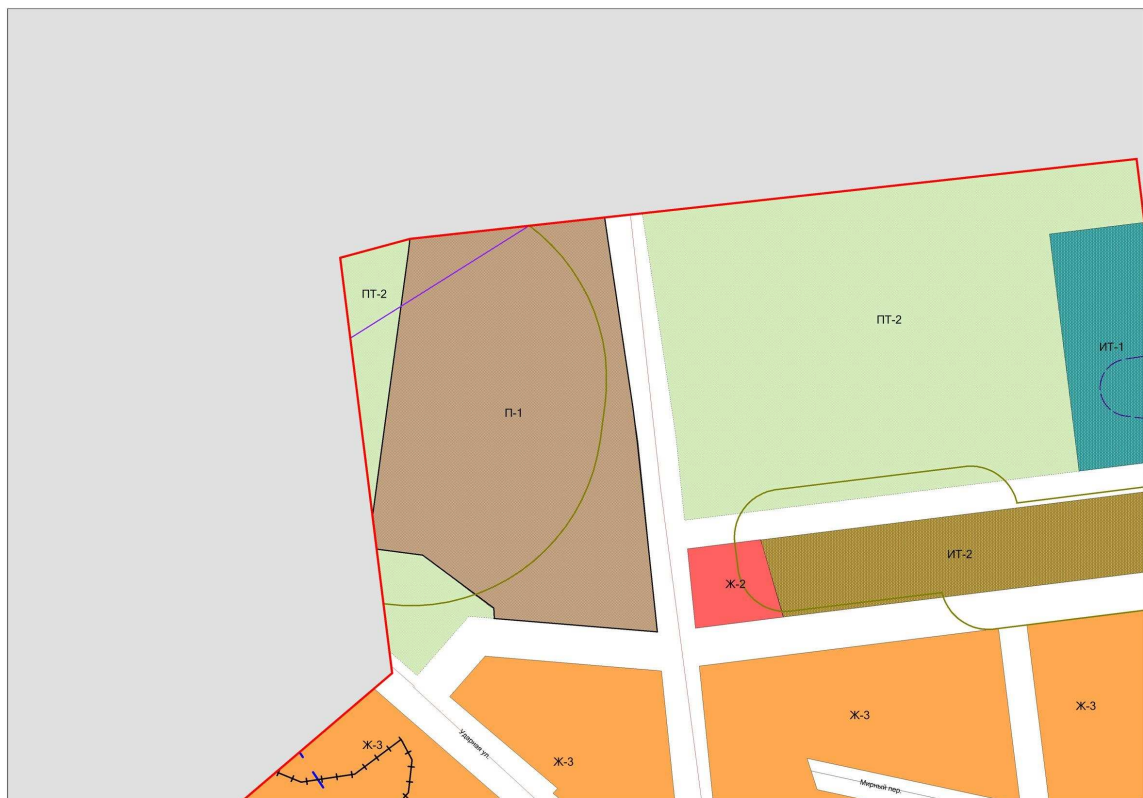 ПТ-2
ПТ-2
ИТ-1
П-1
ИТ-2
Ж-2
Ж-3
Ж-3
Ж-3
Ударная ул.
Ж-3
Мирный пер.